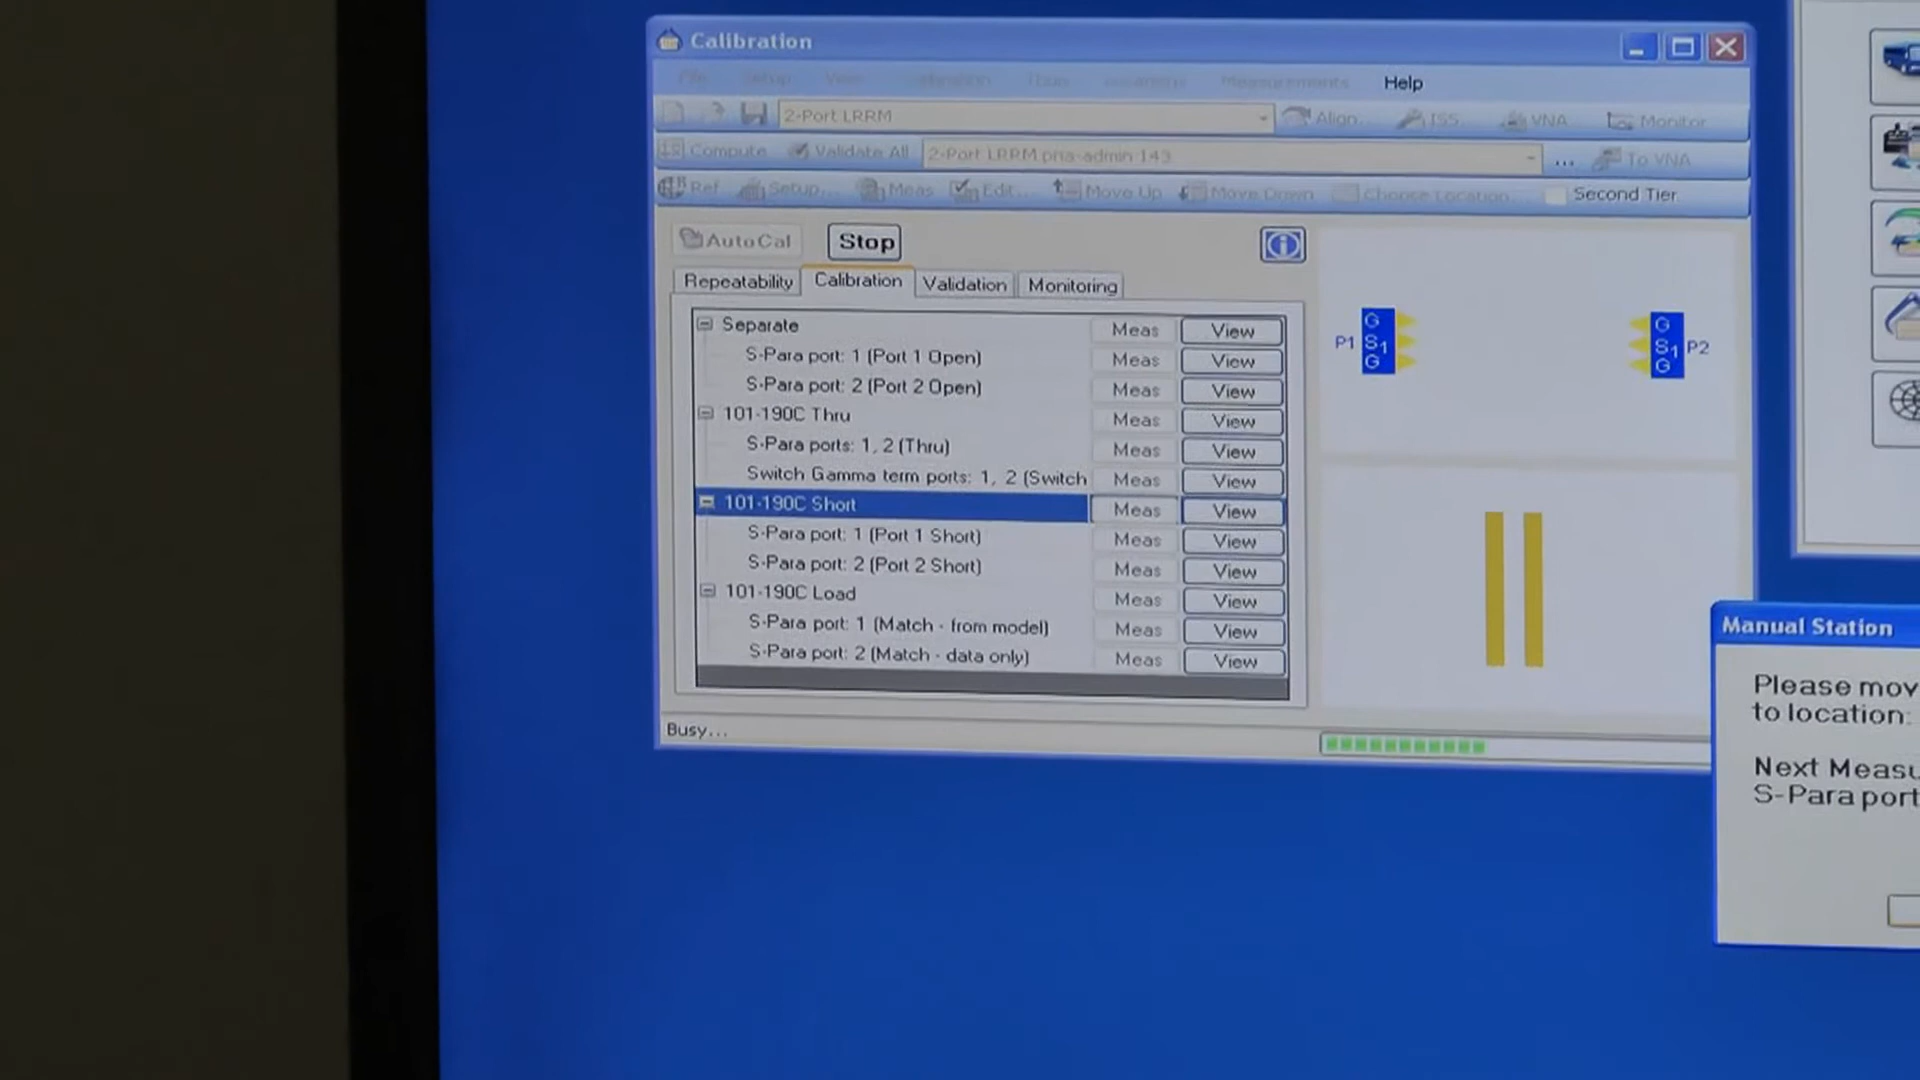 Calibration
Help
2-Port LRRM
Align... ISS VNA Monitor
Compute Validate All 2-Port LRRM pna-admin 143 ... To VNA
Ref Setup... Meas Edit... Move Up Move Down Choose Location... Second Tier
AutoCal Stop
Repeatability Calibration Validation Monitoring
Separate Meas View
S-Para port: 1 (Port 1 Open) Meas View
S-Para port: 2 (Port 2 Open) Meas View
101-190C Thru Meas View
S-Para ports: 1, 2 (Thru) Meas View
Switch Gamma term ports: 1, 2 (Switch Meas View
101-190C Short Meas View
S-Para port: 1 (Port 1 Short) Meas View
S-Para port: 2 (Port 2 Short) Meas View
101-190C Load Meas View
S-Para port: 1 (Match - from model) Meas View
S-Para port: 2 (Match - data only) Meas View
Busy...
G
P1 S1
G
G
S1 P2
G
Manual Station
Please mov
to location:
Next Measu
S-Para port